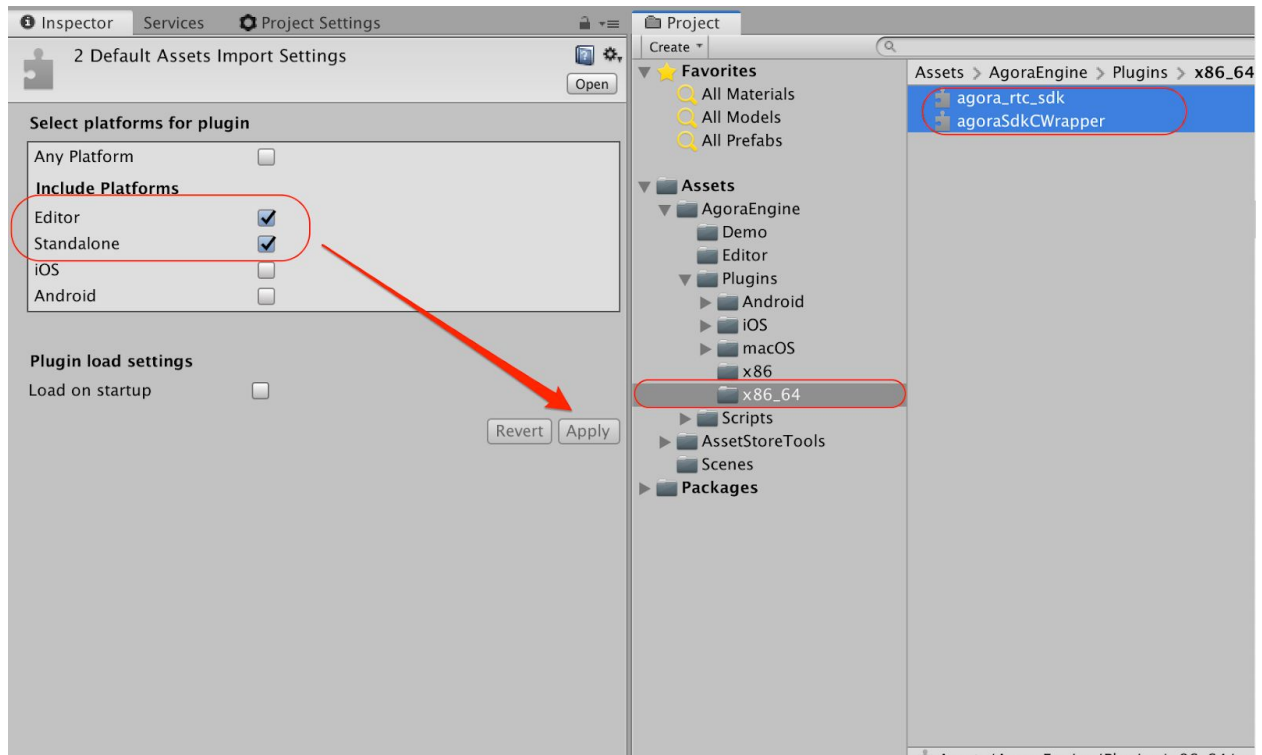 Inspector Services Project Settings
2 Default Assets Import Settings
Open
Select platforms for plugin
Any Platform
Include Platforms
Editor
Standalone
iOS
Android
Plugin load settings
Load on startup
Revert Apply
Project
Create
Favorites
All Materials
All Models
All Prefabs
Assets
AgoraEngine
Demo
Editor
Plugins
Android
iOS
macOS
x86
x86_64
Scripts
AssetStoreTools
Scenes
Packages
Assets > AgoraEngine > Plugins > x86_64
agora_rtc_sdk
agoraSdkCWrapper